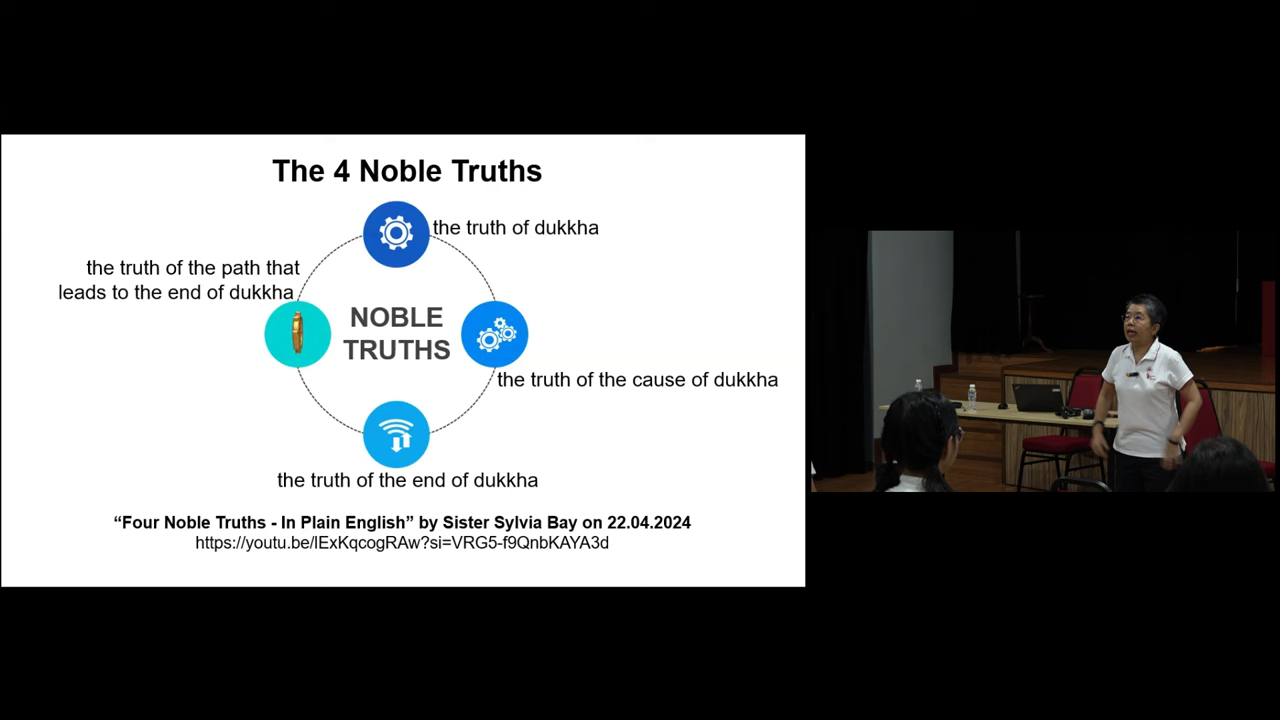 The 4 Noble Truths
the truth of dukkha
the truth of the path that
leads to the end of dukkha
NOBLE
TRUTHS
the truth of the cause of dukkha
the truth of the end of dukkha
“Four Noble Truths - In Plain English” by Sister Sylvia Bay on 22.04.2024
https://youtu.be/lExKqcogRAw?si=VRG5-f9QnbKAYA3d